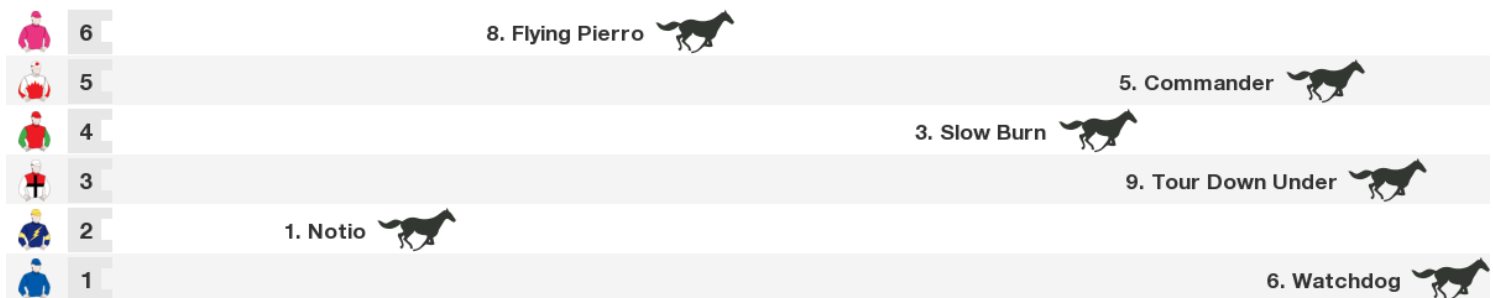 6 8. Flying Pierro
5 5. Commander
4 3. Slow Burn
3 9. Tour Down Under
2 1. Notio
1 6. Watchdog